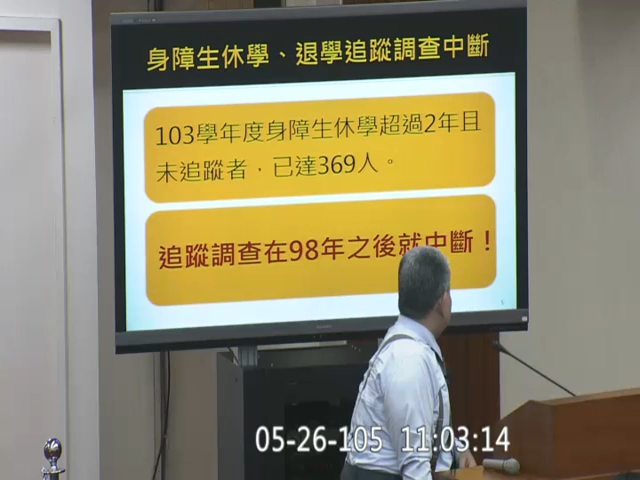 身障生休學、退學追蹤調查中斷
103學年度身障生休學超過2年且
未追蹤者，已達369人。
追蹤調查在98年之後就中斷！
05-26-105 11:03:14